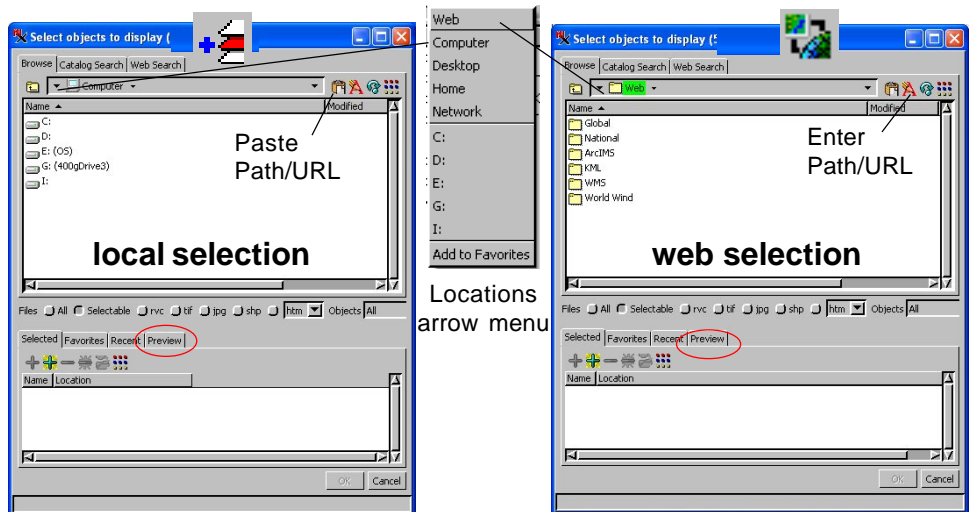 Select objects to display (
Browse Catalog Search Web Search
Computer
Name Modified
C:
D:
E: (OS)
G: (400gDrive3)
I:
Paste
Path/URL
local selection
Files All Selectable rvc tif jpg shp htm Objects All
Selected Favorites Recent Preview
Name Location
OK Cancel
Web
Computer
Desktop
Home
Network
C:
D:
E:
G:
I:
Add to Favorites
Locations
arrow menu
Select objects to display (5
Browse Catalog Search Web Search
Web
Name Modified
Global
National
ArcIMS
KML
WMS
World Wind
Enter
Path/URL
web selection
Files All Selectable rvc tif jpg shp htm Objects All
Selected Favorites Recent Preview
Name Location
OK Cancel